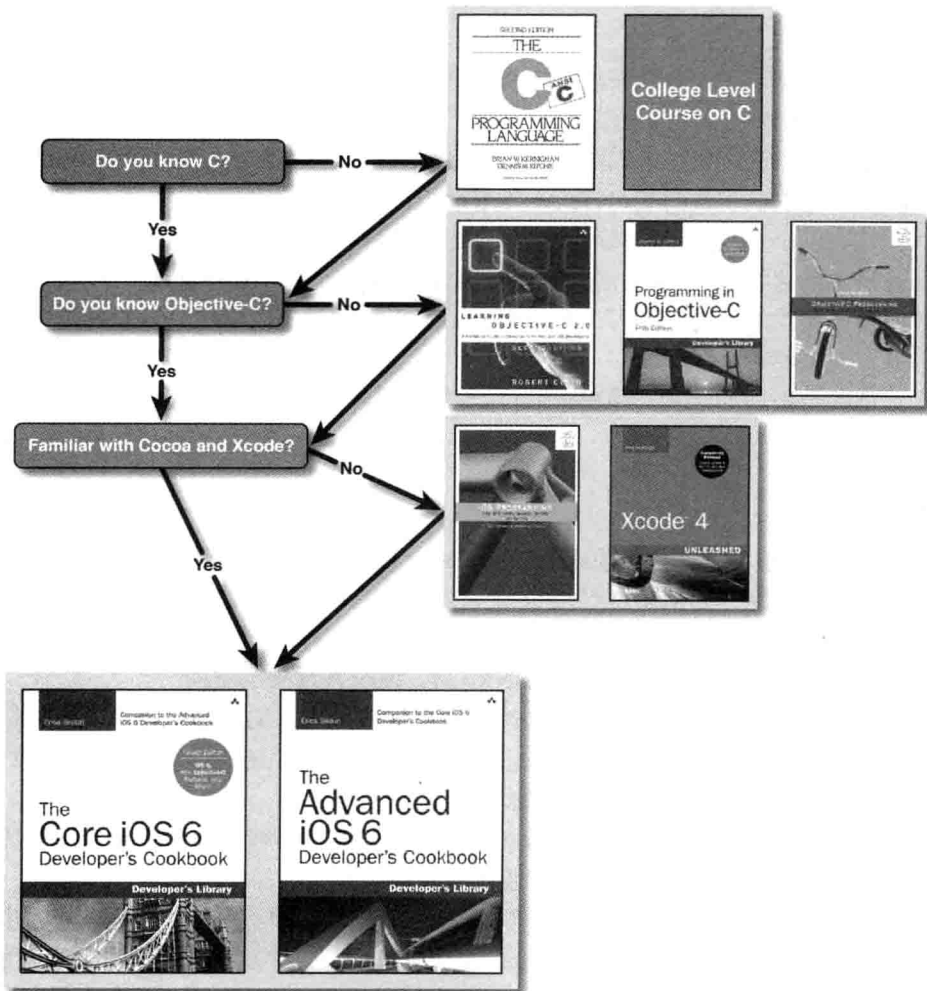 SECOND EDITION
THE
C
ANSI
C
PROGRAMMING
LANGUAGE
BRIAN W. KERNIGHAN
DENNIS M. RITCHIE
College Level
Course on C
Do you know C?
No
Yes
Do you know Objective-C?
No
Yes
LEARNING
OBJECTIVE-C 2.0
ROBERT
Programming in
Objective-C
Developer's Library
OBJECTIVE-C PROGRAMMING
Familiar with Cocoa and Xcode?
No
Yes
iOS PROGRAMMING
Xcode 4
UNLEASHED
Erica Sadun
Companion to the Advanced
iOS 6 Developer's Cookbook
The
Core iOS 6
Developer's Cookbook
Developer's Library
Erica Sadun
Companion to the Core iOS 6
Developer's Cookbook
The
Advanced
iOS 6
Developer's Cookbook
Developer's Library